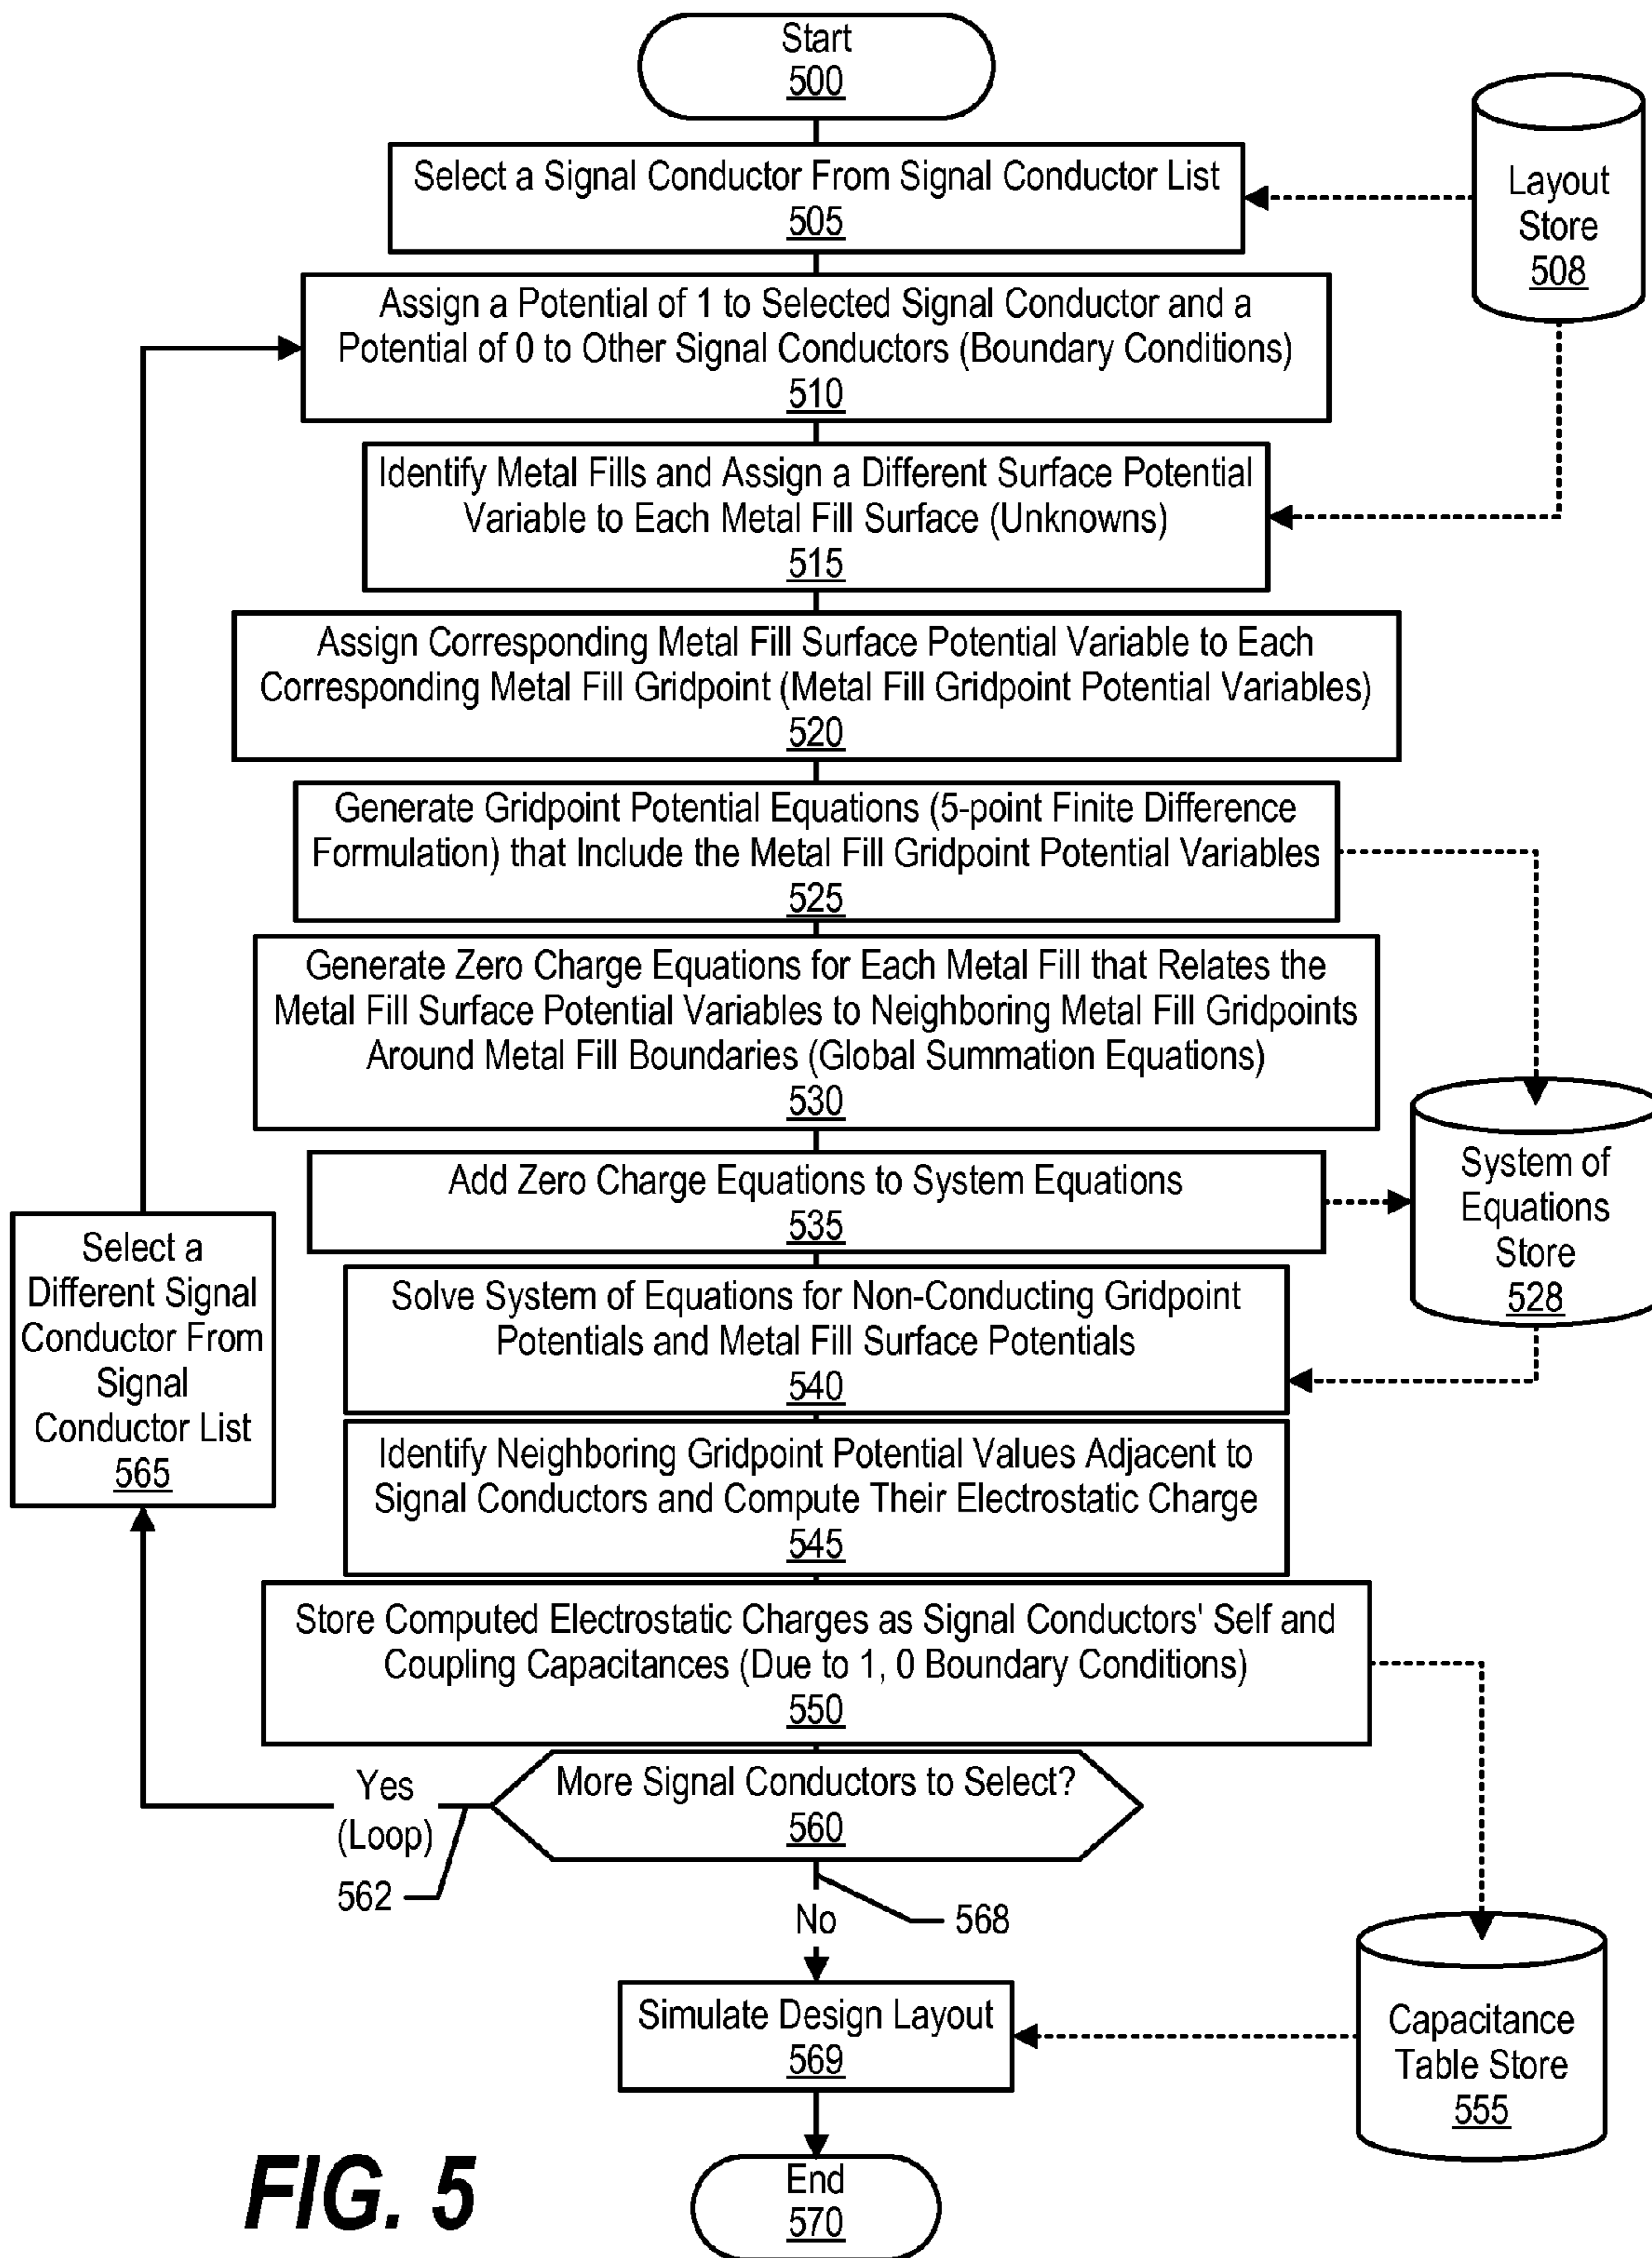 Start
500
Select a Signal Conductor From Signal Conductor List
505
Layout
Store
508
Assign a Potential of 1 to Selected Signal Conductor and a
Potential of 0 to Other Signal Conductors (Boundary Conditions)
510
Identify Metal Fills and Assign a Different Surface Potential
Variable to Each Metal Fill Surface (Unknowns)
515
Assign Corresponding Metal Fill Surface Potential Variable to Each
Corresponding Metal Fill Gridpoint (Metal Fill Gridpoint Potential Variables)
520
Generate Gridpoint Potential Equations (5-point Finite Difference
Formulation) that Include the Metal Fill Gridpoint Potential Variables
525
Generate Zero Charge Equations for Each Metal Fill that Relates the
Metal Fill Surface Potential Variables to Neighboring Metal Fill Gridpoints
Around Metal Fill Boundaries (Global Summation Equations)
530
Add Zero Charge Equations to System Equations
535
System of
Equations
Store
528
Select a
Different Signal
Conductor From
Signal
Conductor List
565
Solve System of Equations for Non-Conducting Gridpoint
Potentials and Metal Fill Surface Potentials
540
Identify Neighboring Gridpoint Potential Values Adjacent to
Signal Conductors and Compute Their Electrostatic Charge
545
Store Computed Electrostatic Charges as Signal Conductors' Self and
Coupling Capacitances (Due to 1, 0 Boundary Conditions)
550
More Signal Conductors to Select?
560
Yes
(Loop)
562
No
568
Simulate Design Layout
569
Capacitance
Table Store
555
End
570
FIG. 5